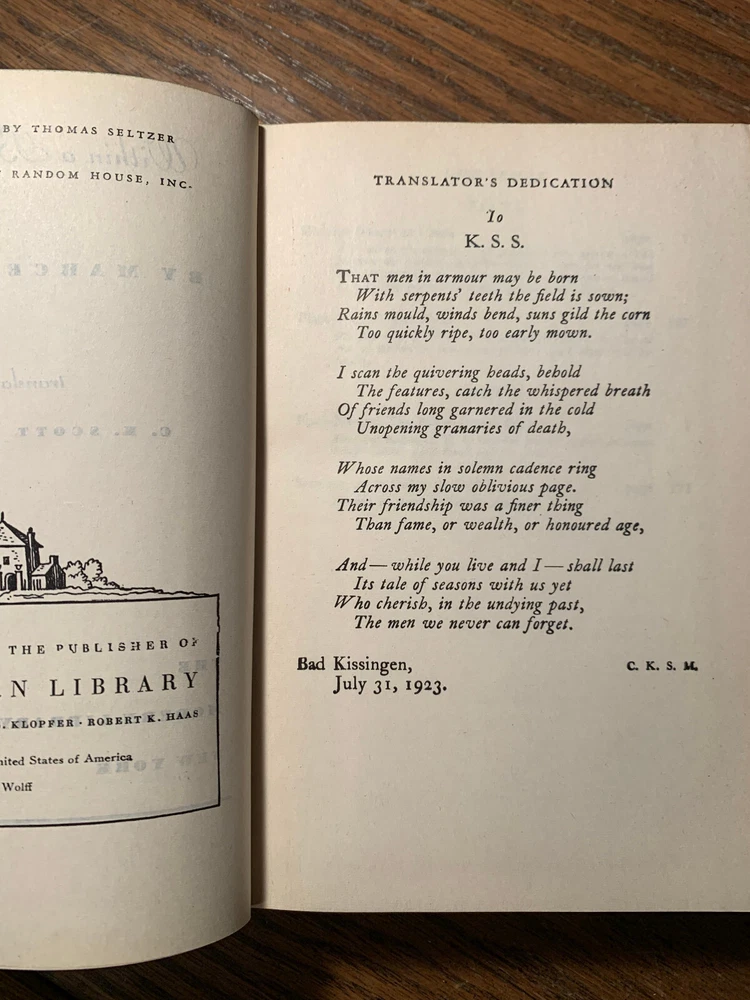 BY THOMAS SELTZER
RANDOM HOUSE, INC.
THE PUBLISHER OF
N LIBRARY
KLOPFER · ROBERT K. HAAS
nited States of America
Wolff
TRANSLATOR'S DEDICATION
To
K. S. S.
THAT men in armour may be born
With serpents' teeth the field is sown;
Rains mould, winds bend, suns gild the corn
Too quickly ripe, too early mown.
I scan the quivering heads, behold
The features, catch the whispered breath
Of friends long garnered in the cold
Unopening granaries of death,
Whose names in solemn cadence ring
Across my slow oblivious page.
Their friendship was a finer thing
Than fame, or wealth, or honoured age,
And—while you live and I—shall last
Its tale of seasons with us yet
Who cherish, in the undying past,
The men we never can forget.
Bad Kissingen,
July 31, 1923.
C. K. S. M.